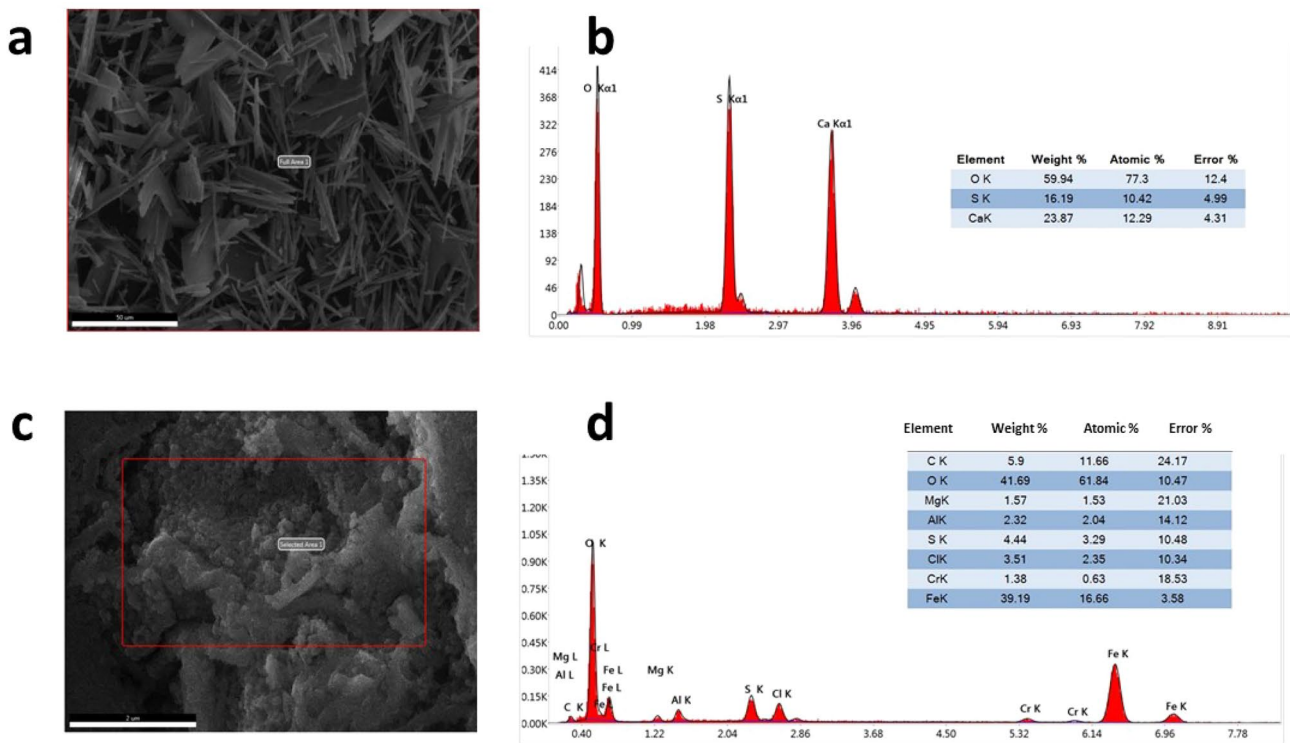 a
Full Area 1
50 um
b
414
368
322
276
230
184
138
92
46
0
O Kα1
S Kα1
Ca Kα1
0.00 0.99 1.98 2.97 3.96 4.95 5.94 6.93 7.92 8.91
Element Weight % Atomic % Error %
O K 59.94 77.3 12.4
S K 16.19 10.42 4.99
CaK 23.87 12.29 4.31
c
Selected Area 1
2 um
d
1.35K
1.20K
1.05K
0.90K
0.75K
0.60K
0.45K
0.30K
0.15K
0.00K
O K
Cr L
Mg L
Al L
Fe L
Fe L
C K
Mg K
Al K
S K
Cl K
Cr K
Cr K
Fe K
Fe K
0.40 1.22 2.04 2.86 3.68 4.50 5.32 6.14 6.96 7.78
Element Weight % Atomic % Error %
C K 5.9 11.66 24.17
O K 41.69 61.84 10.47
MgK 1.57 1.53 21.03
AlK 2.32 2.04 14.12
S K 4.44 3.29 10.48
ClK 3.51 2.35 10.34
CrK 1.38 0.63 18.53
FeK 39.19 16.66 3.58